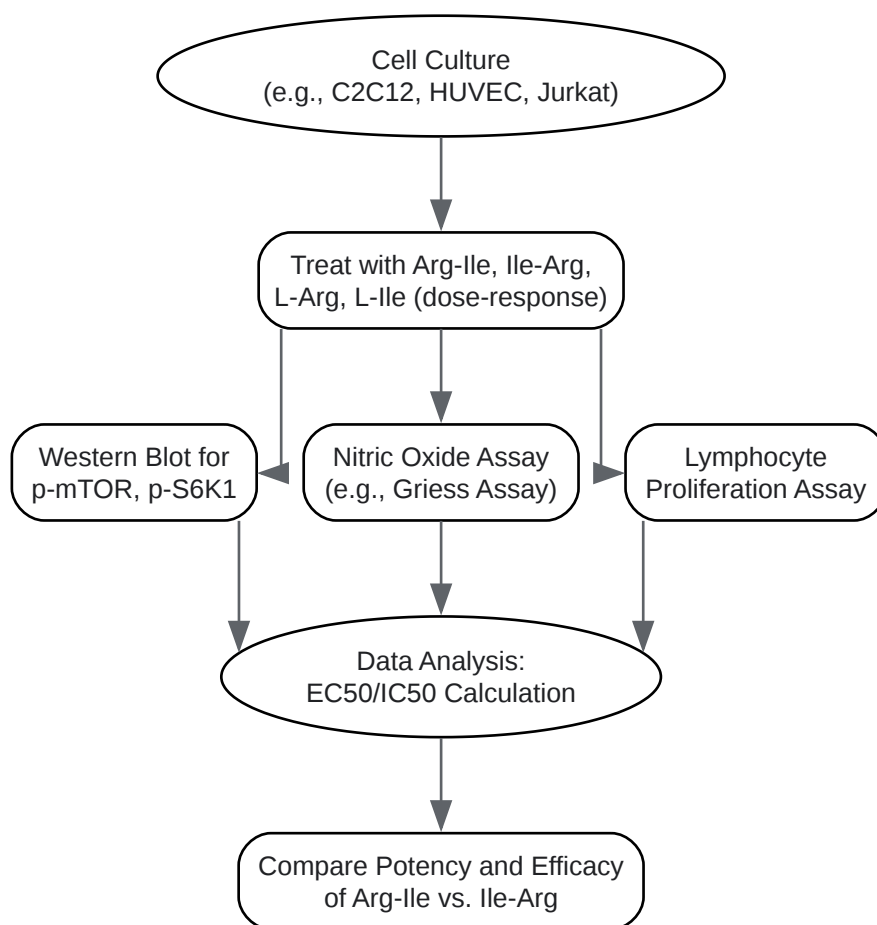 Cell Culture
(e.g., C2C12, HUVEC, Jurkat)
Treat with Arg-Ile, Ile-Arg,
L-Arg, L-Ile (dose-response)
Western Blot for
p-mTOR, p-S6K1
Nitric Oxide Assay
(e.g., Griess Assay)
Lymphocyte
Proliferation Assay
Data Analysis:
EC50/IC50 Calculation
Compare Potency and Efficacy
of Arg-Ile vs. Ile-Arg